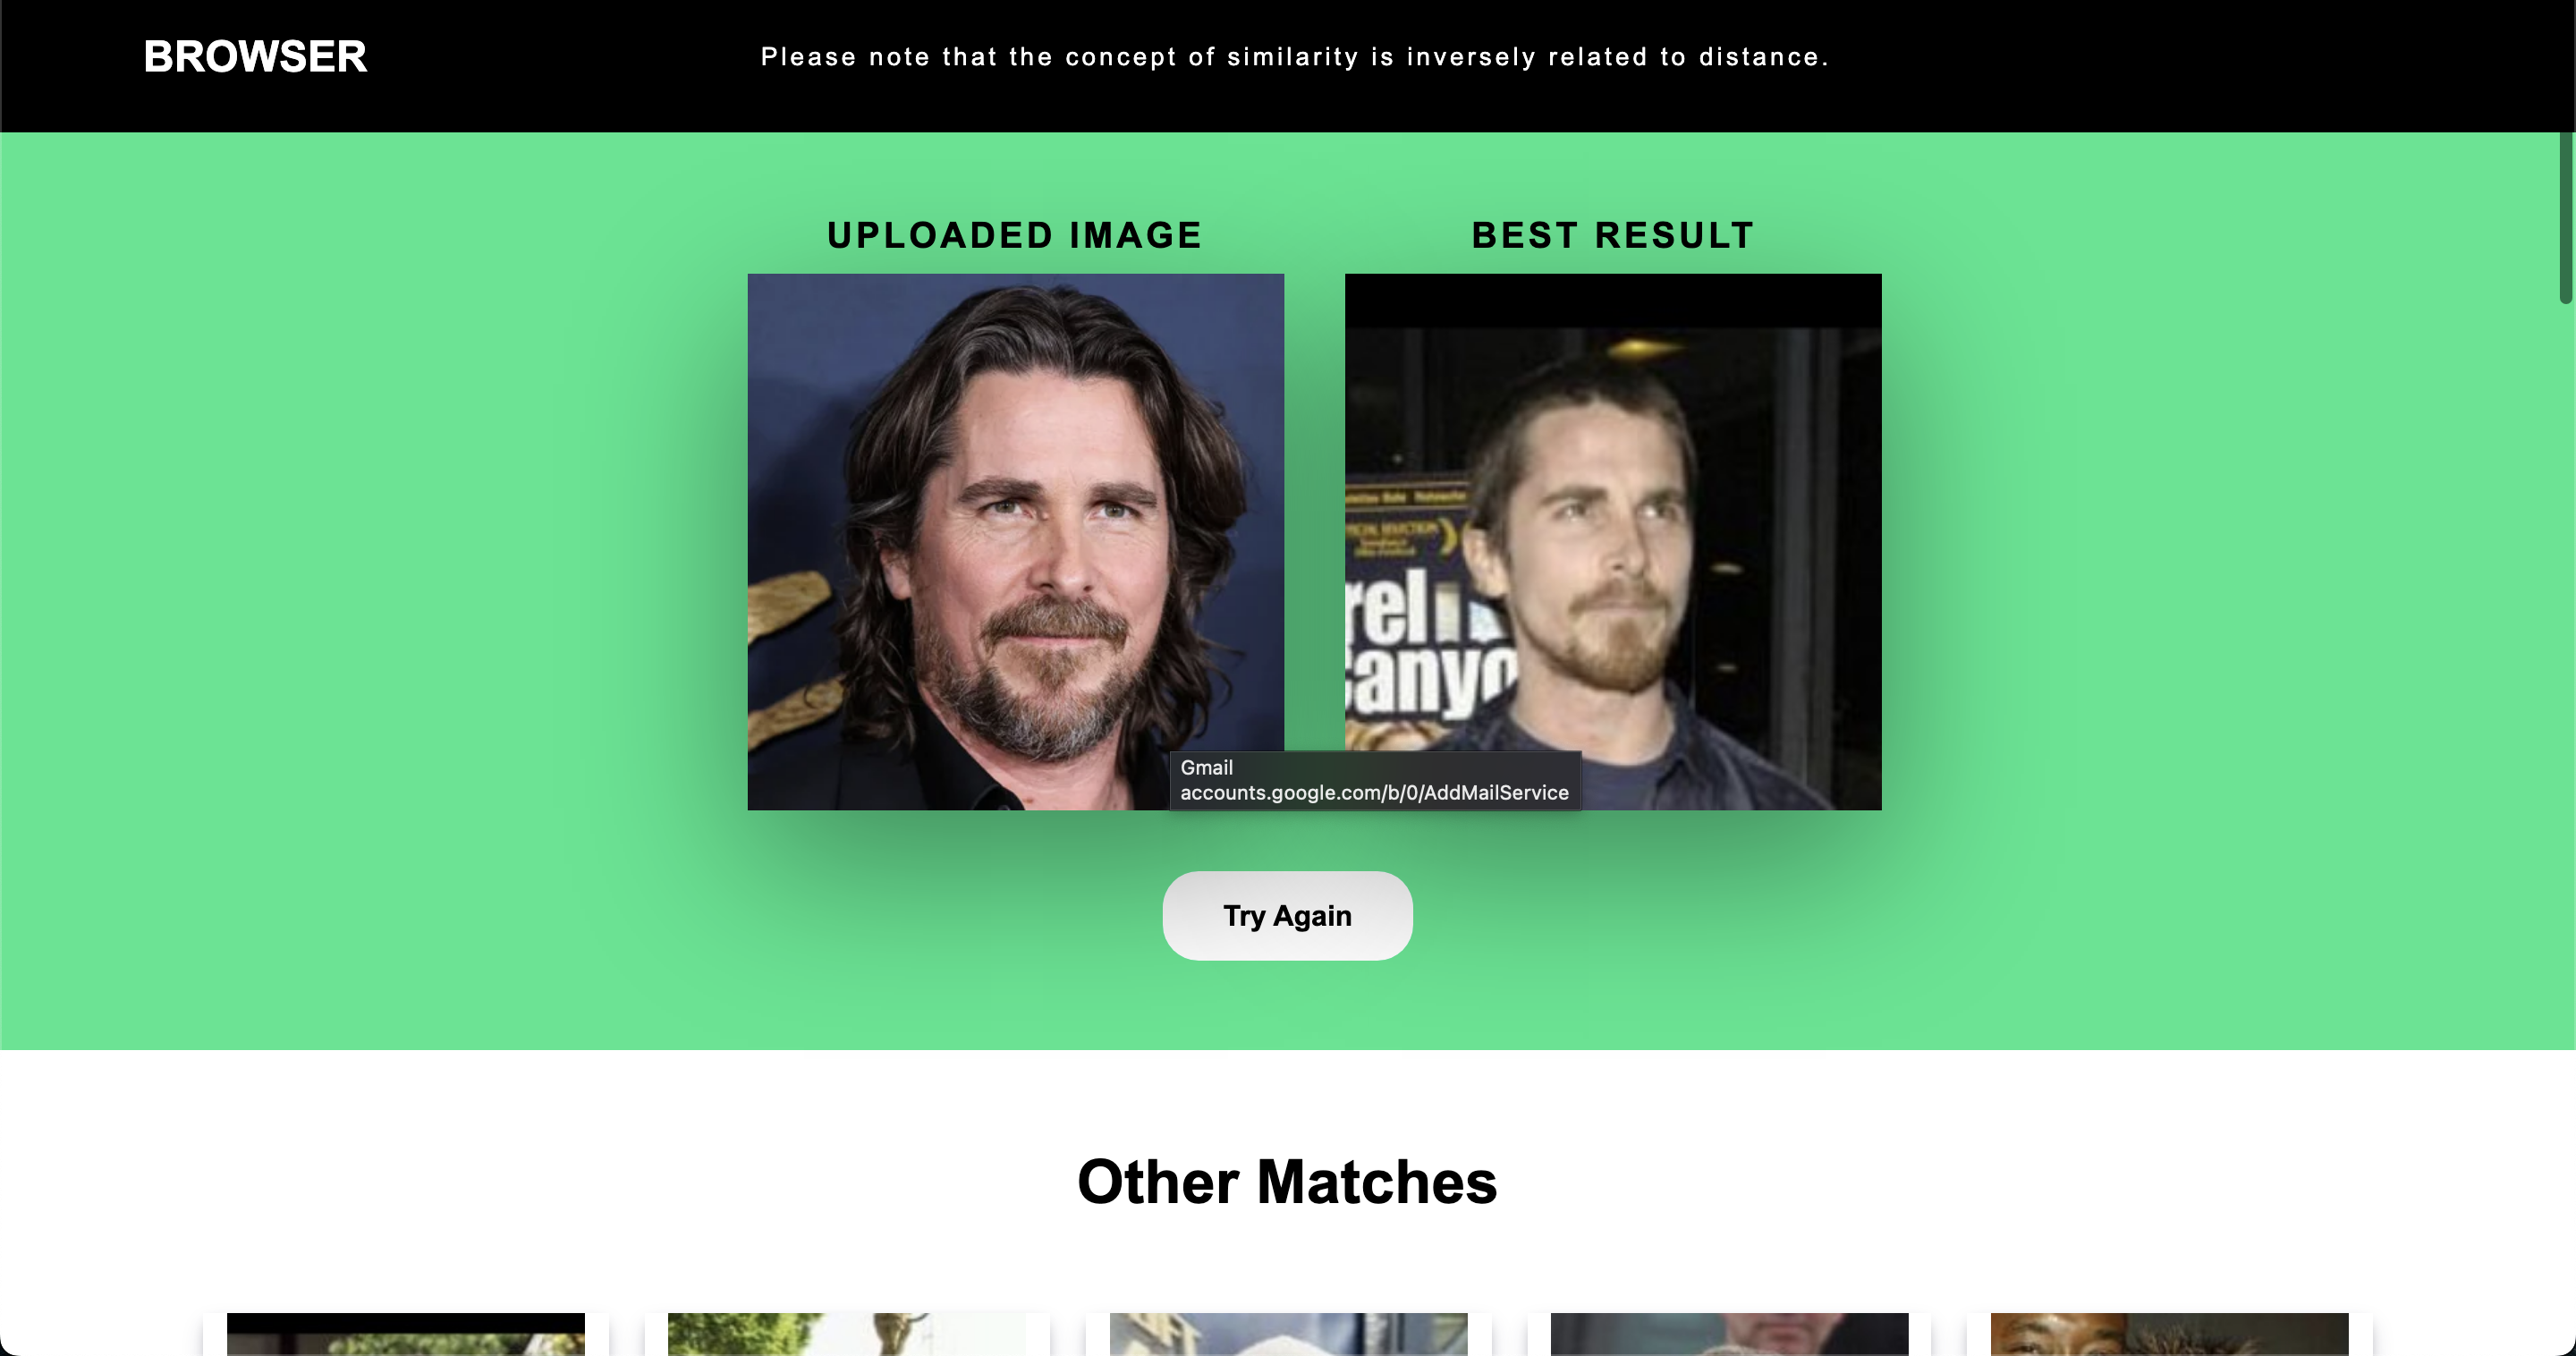 BROWSER
Please note that the concept of similarity is inversely related to distance.
UPLOADED IMAGE
BEST RESULT
rel
Canyo
Gmail
accounts.google.com/b/0/AddMailService
Try Again
Other Matches